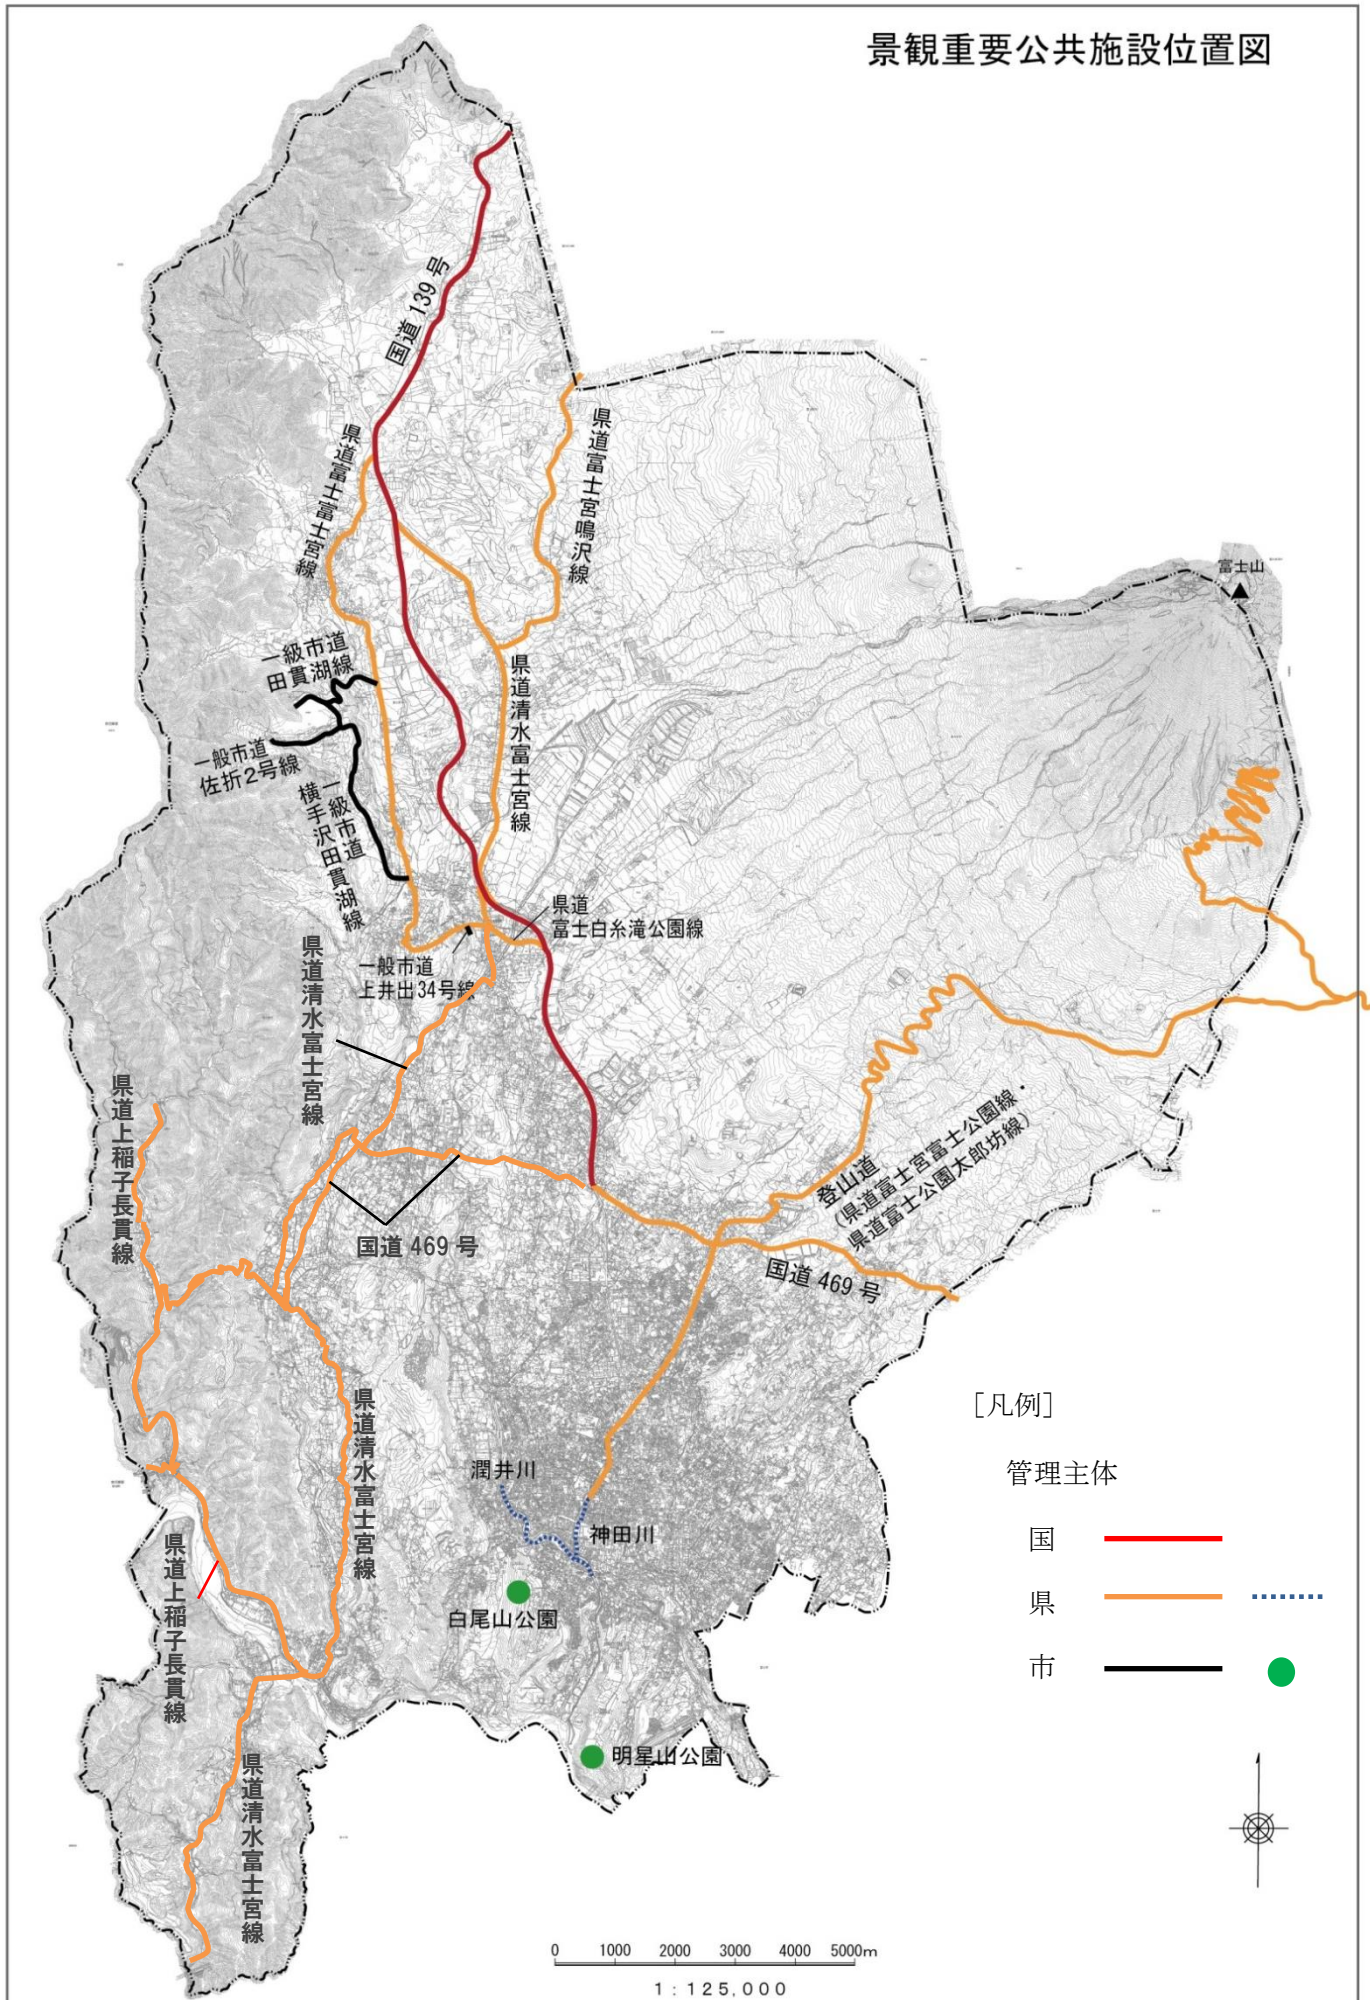 景観重要公共施設位置図
国道 139 号
県道富士富士宮線
県道富士宮鳴沢線
富士山
一級市道
田貫湖線
県道清水富士宮線
一般市道
佐折2号線
一級市道
横手沢田貫湖線
県道
富士白糸滝公園線
一般市道
上井出34号線
県道清水富士宮線
県道上稲子長貫線
登山道
(県道富士宮富士公園線・
県道富士公園太郎坊線)
国道 469 号
国道 469 号
県道清水富士宮線
[凡例]
管理主体
国
県
市
潤井川
神田川
白尾山公園
県道上稲子長貫線
明星山公園
県道清水富士宮線
0 1000 2000 3000 4000 5000m
1：125,000